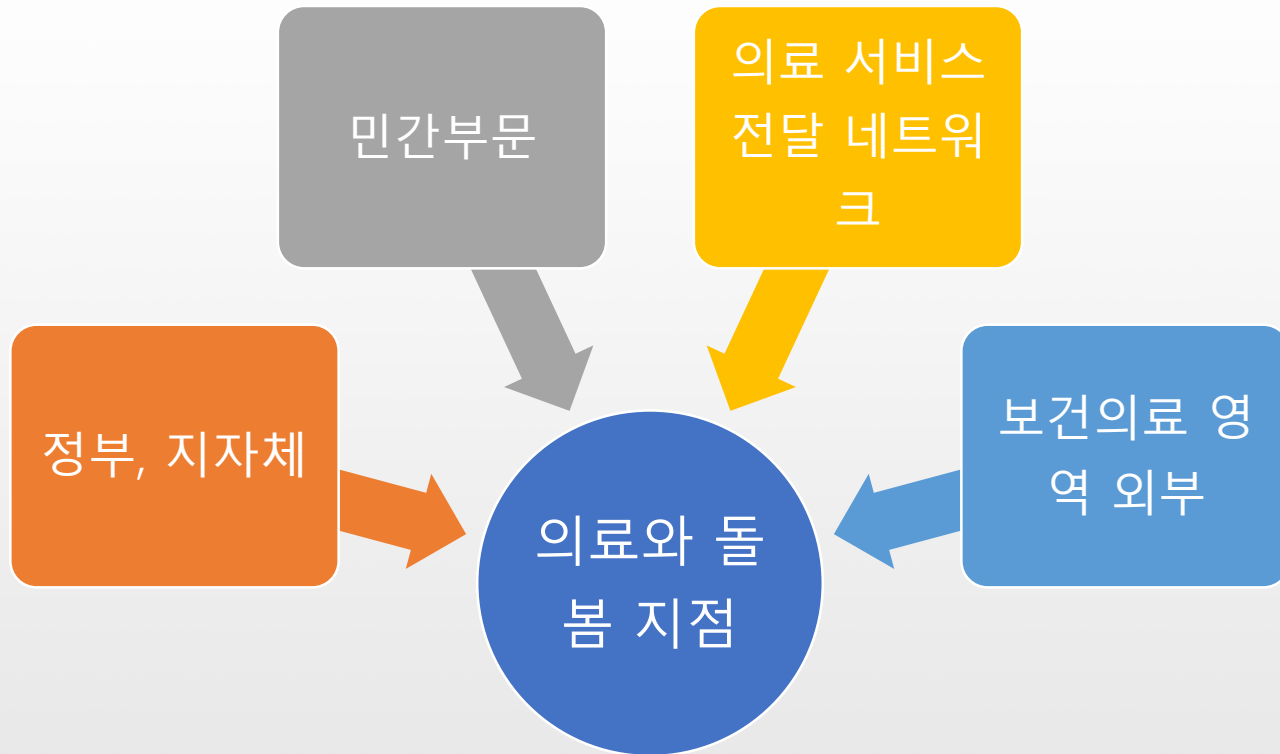 민간부문
의료 서비스
전달 네트워
크
정부, 지자체
보건의료 영
역 외부
의료와 돌
봄 지점